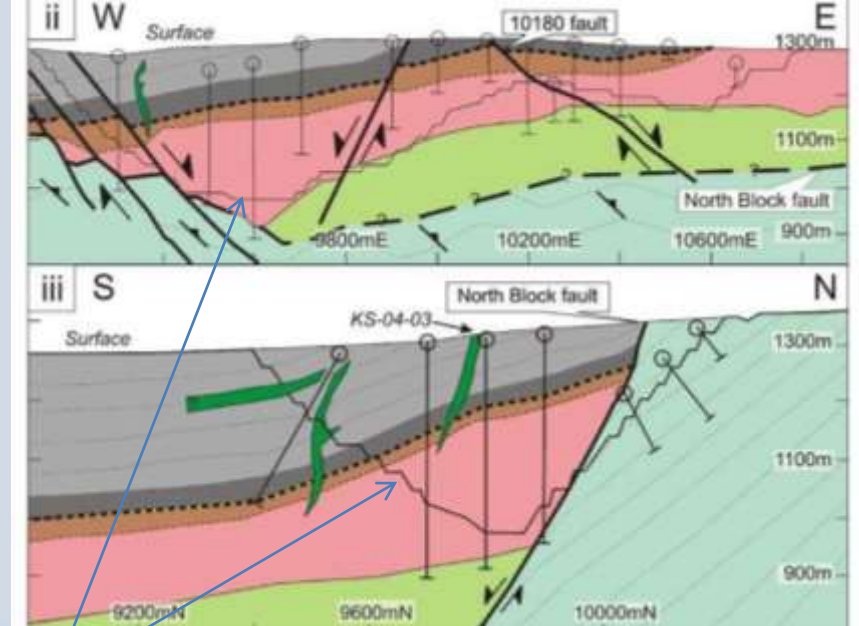 ii W
E
10180 fault
Surface
1300m
1100m
North Block fault
?
?
?
?
9800mE
10200mE
10600mE
900m
iii S
N
North Block fault
KS-04-03
Surface
1300m
1100m
900m
9200mN
9600mN
10000mN